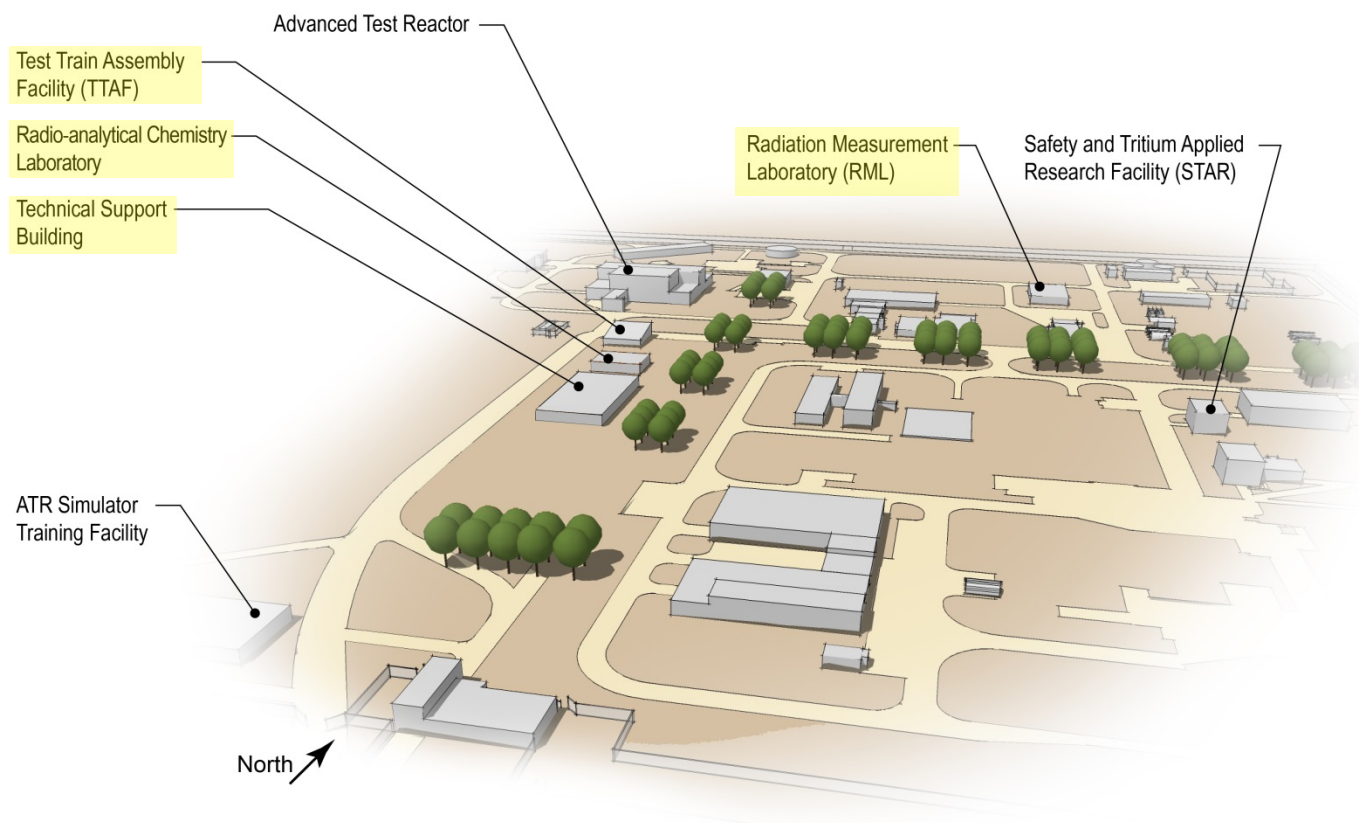 Advanced Test Reactor
Test Train Assembly
Facility (TTAF)
Radio-analytical Chemistry
Laboratory
Technical Support
Building
Radiation Measurement
Laboratory (RML)
Safety and Tritium Applied
Research Facility (STAR)
ATR Simulator
Training Facility
North